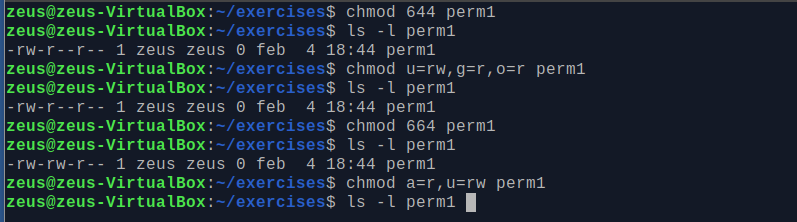 zeus@zeus-VirtualBox:~/exercises$ chmod 644 perm1
zeus@zeus-VirtualBox:~/exercises$ ls -l perm1
-rw-r--r-- 1 zeus zeus 0 feb  4 18:44 perm1
zeus@zeus-VirtualBox:~/exercises$ chmod u=rw,g=r,o=r perm1
zeus@zeus-VirtualBox:~/exercises$ ls -l perm1
-rw-r--r-- 1 zeus zeus 0 feb  4 18:44 perm1
zeus@zeus-VirtualBox:~/exercises$ chmod 664 perm1
zeus@zeus-VirtualBox:~/exercises$ ls -l perm1
-rw-rw-r-- 1 zeus zeus 0 feb  4 18:44 perm1
zeus@zeus-VirtualBox:~/exercises$ chmod a=r,u=rw perm1
zeus@zeus-VirtualBox:~/exercises$ ls -l perm1